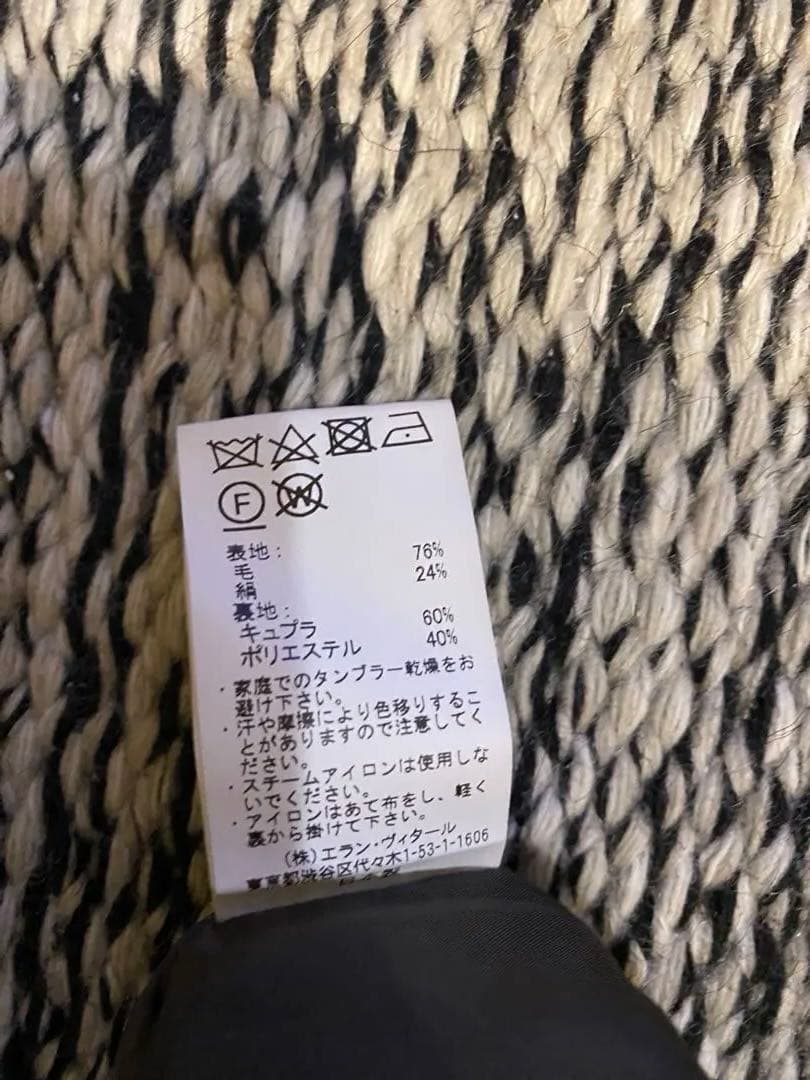 F W
表地：
毛 76%
絹 24%
裏地：
キュプラ 60%
ポリエステル 40%
・家庭でのタンブラー乾燥をお
避け下さい。
・汗や摩擦により色移りするこ
とがありますので注意してく
ださい。
・スチームアイロンは使用しな
いでください。
・アイロンはあて布をし、軽く
裏から掛けて下さい。
（株）エラン・ヴィタール
東京都渋谷区代々木1-53-1-1606